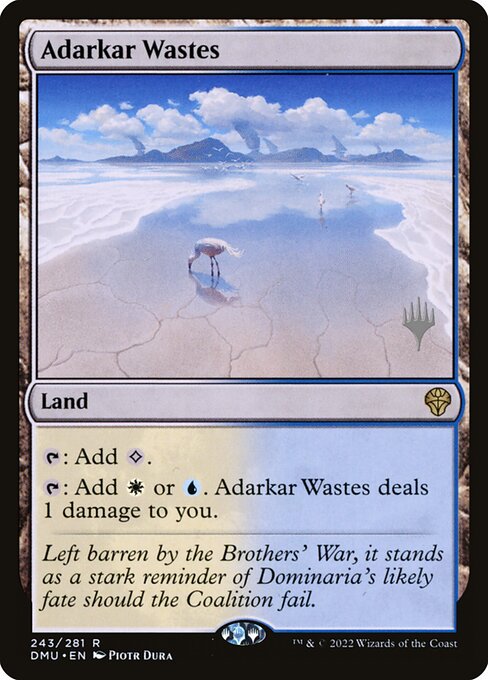 Adarkar Wastes
Land
: Add .
: Add or . Adarkar Wastes deals
1 damage to you.
Left barren by the Brothers' War, it stands
as a stark reminder of Dominaria's likely
fate should the Coalition fail.
243/281 R
DMU • EN Piotr Dura
™ & © 2022 Wizards of the Coast